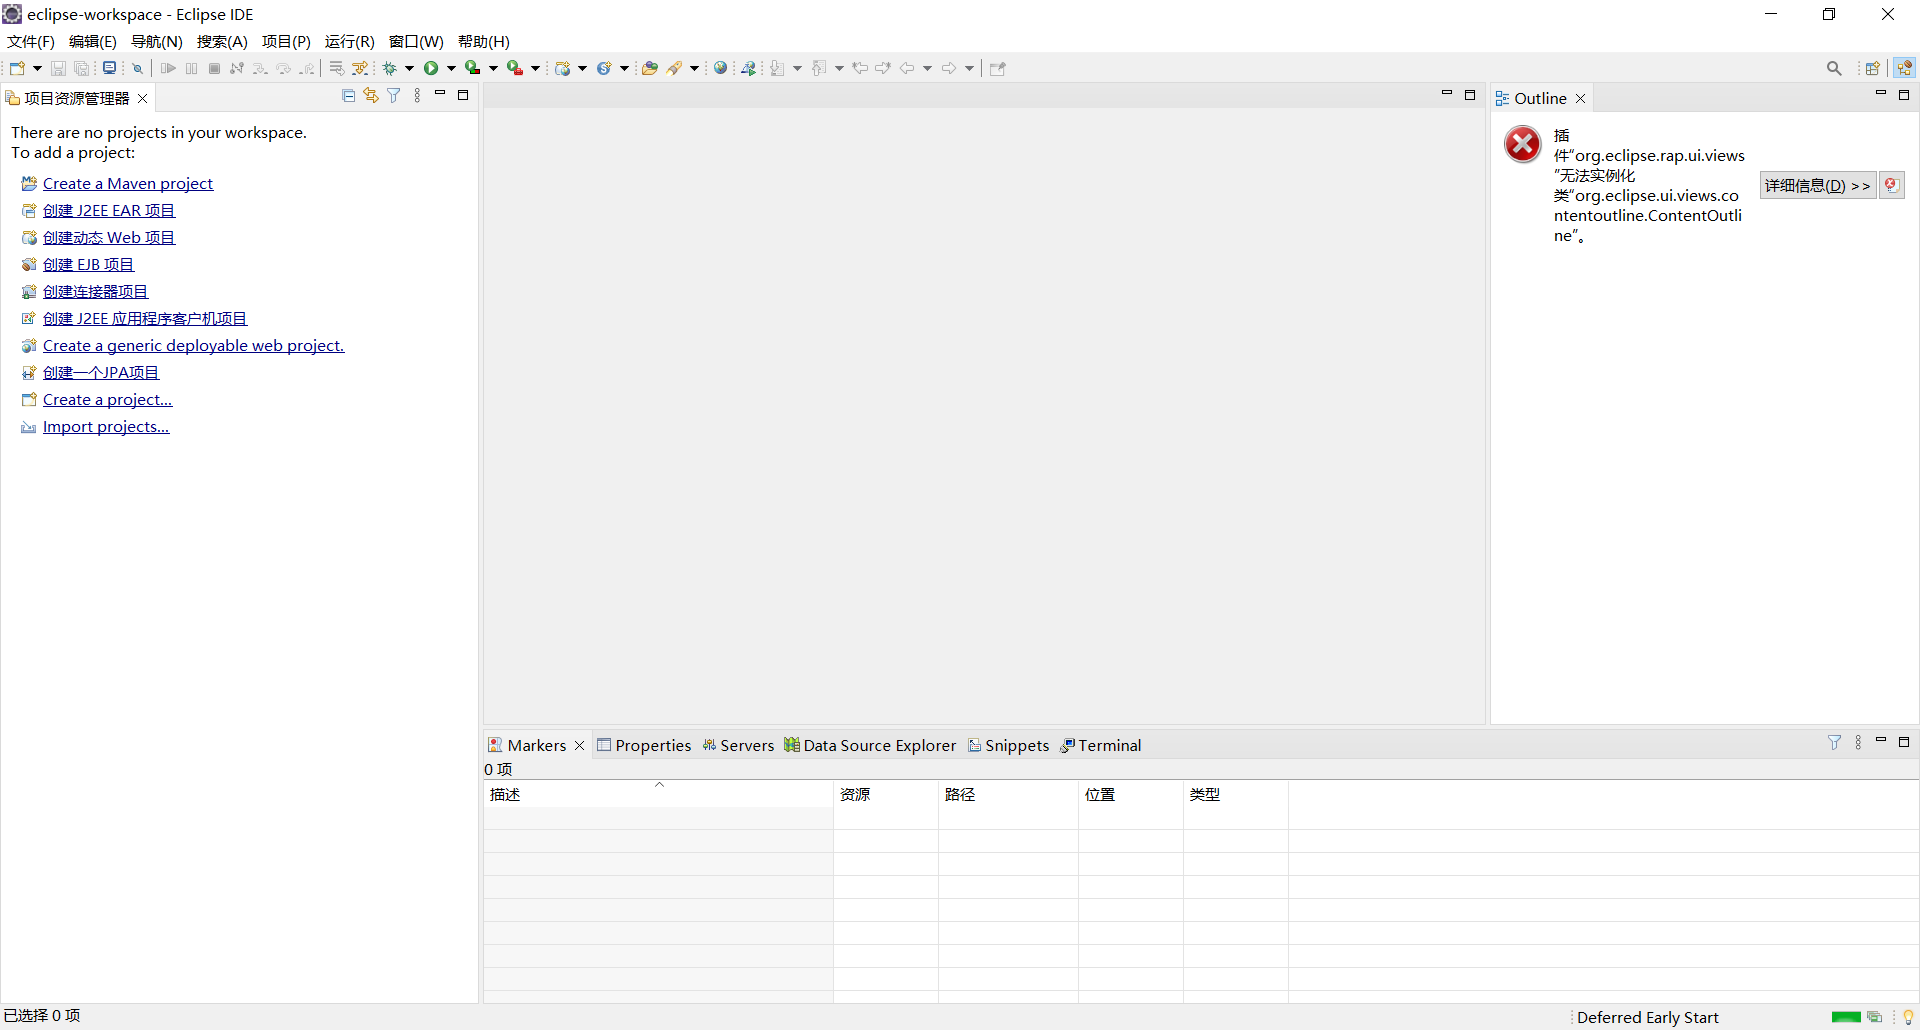 eclipse-workspace - Eclipse IDE
文件(F) 编辑(E) 导航(N) 搜索(A) 项目(P) 运行(R) 窗口(W) 帮助(H)
项目资源管理器
There are no projects in your workspace.
To add a project:
Create a Maven project
创建 J2EE EAR 项目
创建动态 Web 项目
创建 EJB 项目
创建连接器项目
创建 J2EE 应用程序客户机项目
Create a generic deployable web project.
创建一个JPA项目
Create a project...
Import projects...
Outline
插
件“org.eclipse.rap.ui.views
”无法实例化
类“org.eclipse.ui.views.co
ntentoutline.ContentOutli
ne”。
详细信息(D) >>
Markers Properties Servers Data Source Explorer Snippets Terminal
0 项
描述 资源 路径 位置 类型
已选择 0 项
Deferred Early Start